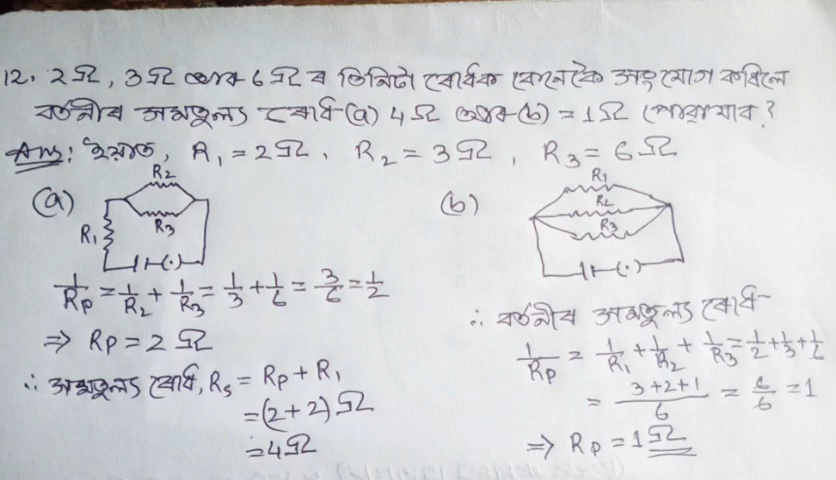 12. 2Ω, 3Ω আৰু 6Ω ৰ তিনিটা ৰোধক কেনেকৈ সংযোগ কৰিলে
বৰ্তনীৰ সমতুল্য ৰোধ (a) 4Ω আৰু (b) = 1Ω পোৱা যাব?
Ans: ইয়াত, R₁ = 2Ω, R₂ = 3Ω, R₃ = 6Ω
(a)
R₂
R₃
R₁
1/Rp = 1/R₂ + 1/R₃ = 1/3 + 1/6 = 3/6 = 1/2
⇒ Rp = 2Ω
∴ সমতুল্য ৰোধ, Rs = Rp + R₁
= (2+2)Ω
= 4Ω
(b)
R₁
R₂
R₃
∴ বৰ্তনীৰ সমতুল্য ৰোধ
1/Rp = 1/R₁ + 1/R₂ + 1/R₃ = 1/2 + 1/3 + 1/6
= 3+2+1/6 = 6/6 = 1
⇒ Rp = 1Ω